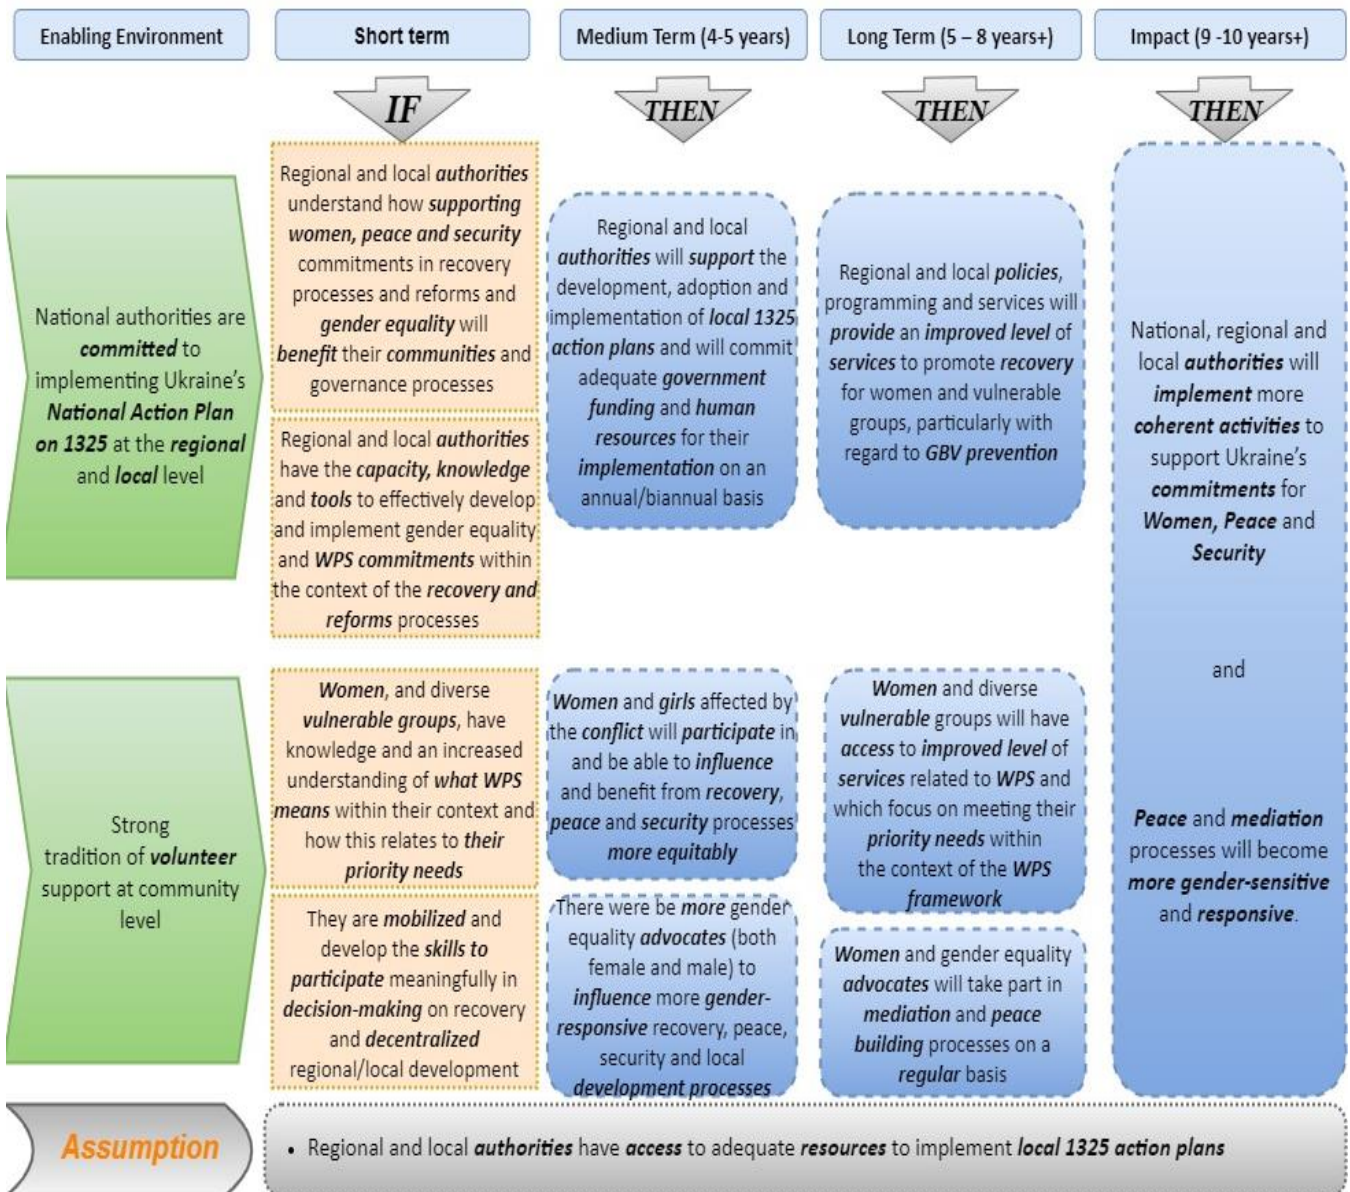 Enabling Environment
Short term
Medium Term (4-5 years)
Long Term (5 – 8 years+)
Impact (9 -10 years+)
IF
THEN
THEN
THEN
National authorities are
committed to
implementing Ukraine's
National Action Plan
on 1325 at the regional
and local level
Regional and local authorities
understand how supporting
women, peace and security
commitments in recovery
processes and reforms and
gender equality will
benefit their communities and
governance processes
Regional and local authorities
have the capacity, knowledge
and tools to effectively develop
and implement gender equality
and WPS commitments within
the context of the recovery and
reforms processes
Regional and local
authorities will support the
development, adoption and
implementation of local 1325
action plans and will commit
adequate government
funding and human
resources for their
implementation on an
annual/biannual basis
Regional and local policies,
programming and services will
provide an improved level of
services to promote recovery
for women and vulnerable
groups, particularly with
regard to GBV prevention
National, regional and
local authorities will
implement more
coherent activities to
support Ukraine's
commitments for
Women, Peace and
Security
and
Peace and mediation
processes will become
more gender-sensitive
and responsive.
Strong
tradition of volunteer
support at community
level
Women, and diverse
vulnerable groups, have
knowledge and an increased
understanding of what WPS
means within their context and
how this relates to their
priority needs
They are mobilized and
develop the skills to
participate meaningfully in
decision-making on recovery
and decentralized
regional/local development
Women and girls affected by
the conflict will participate in
and be able to influence
and benefit from recovery,
peace and security processes
more equitably
There were be more gender
equality advocates (both
female and male) to
influence more gender-
responsive recovery, peace,
security and local
development processes
Women and diverse
vulnerable groups will have
access to improved level of
services related to WPS and
which focus on meeting their
priority needs within
the context of the WPS
framework
Women and gender equality
advocates will take part in
mediation and peace
building processes on a
regular basis
Assumption
• Regional and local authorities have access to adequate resources to implement local 1325 action plans